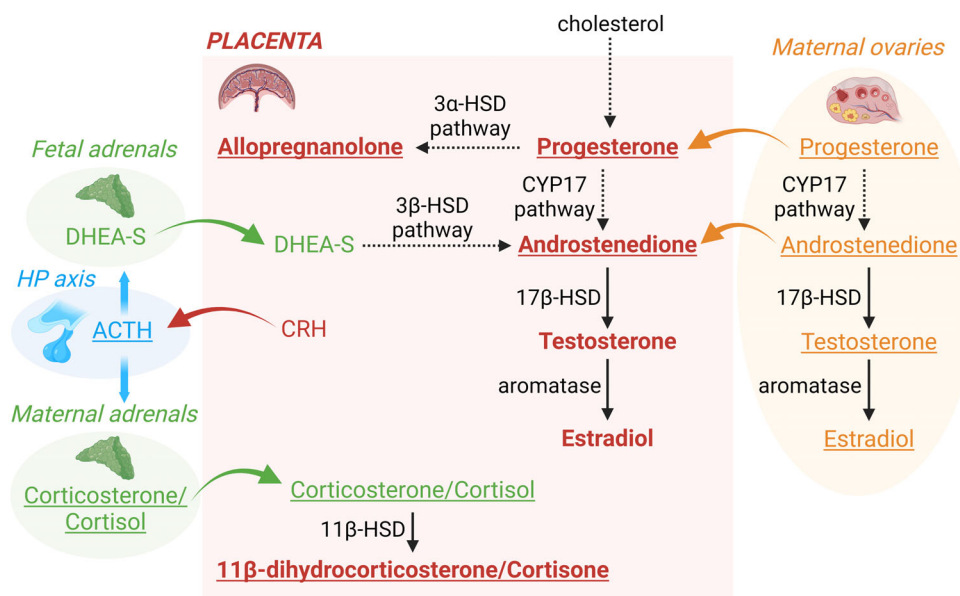 cholesterol
PLACENTA
Maternal ovaries
3α-HSD
pathway
Allopregnanolone
Progesterone
Progesterone
Fetal adrenals
CYP17
pathway
CYP17
pathway
3β-HSD
pathway
DHEA-S
DHEA-S
Androstenedione
Androstenedione
HP axis
17β-HSD
17β-HSD
ACTH
CRH
Testosterone
Testosterone
aromatase
aromatase
Maternal adrenals
Estradiol
Estradiol
Corticosterone/
Cortisol
Corticosterone/Cortisol
11β-HSD
11β-dihydrocorticosterone/Cortisone